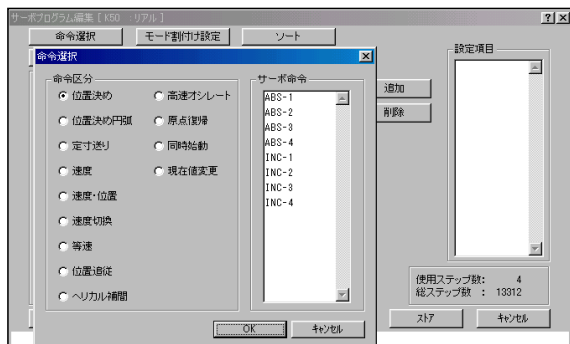 サーボプログラム編集 [ K50 :リアル ]
命令選択
モード割付け設定
ソート
設定項目
命令選択
命令区分
サーボ命令
位置決め
高速オシレート
位置決め円弧
原点復帰
定寸送り
同時始動
速度
現在値変更
速度・位置
速度切換
等速
位置追従
ヘリカル補間
ABS-1
ABS-2
ABS-3
ABS-4
INC-1
INC-2
INC-3
INC-4
追加
削除
OK
キャンセル
使用ステップ数: 4
総ステップ数 : 13312
ストア
キャンセル